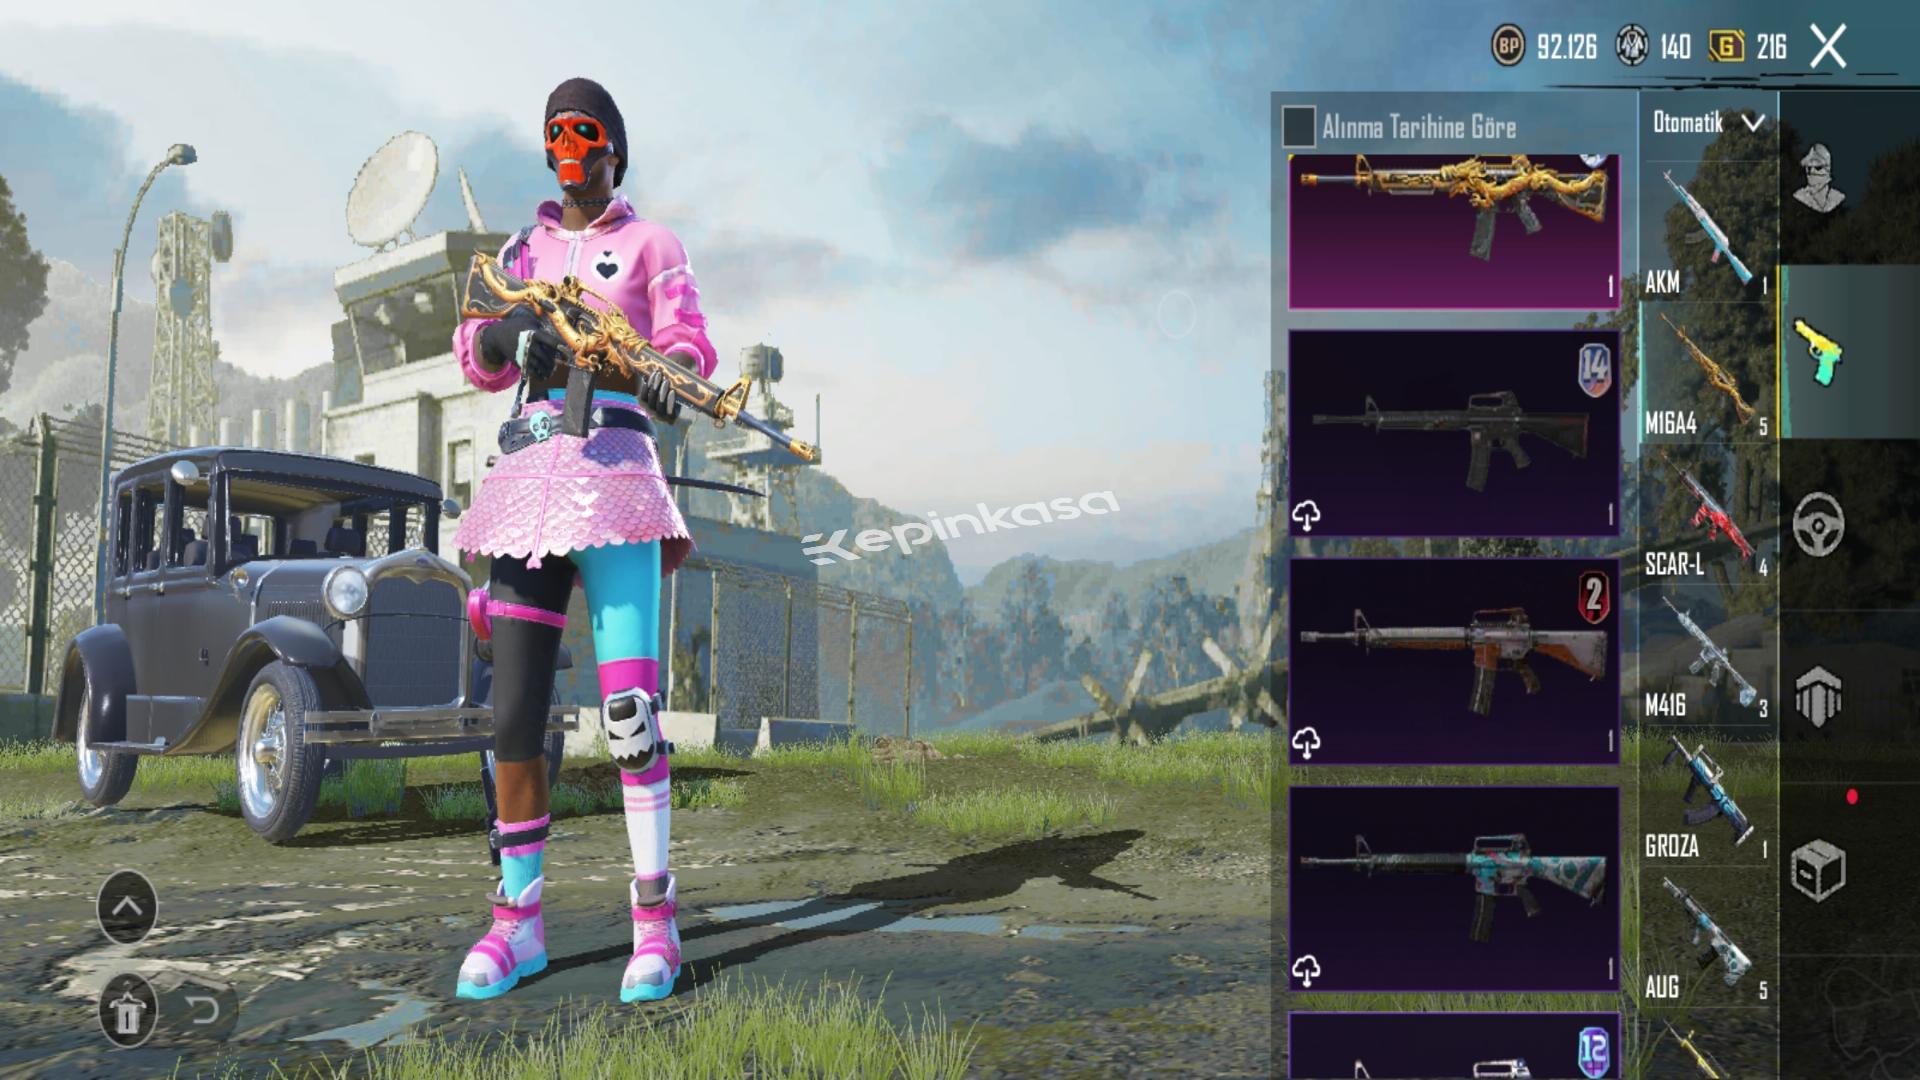 BP 92.126 140 G 216
Alınma Tarihine Göre
Otomatik
1
AKM 1
14
M16A4 5
1
SCAR-L 4
2
M416 3
1
GROZA 1
1
AUG 5
12
epinkasa